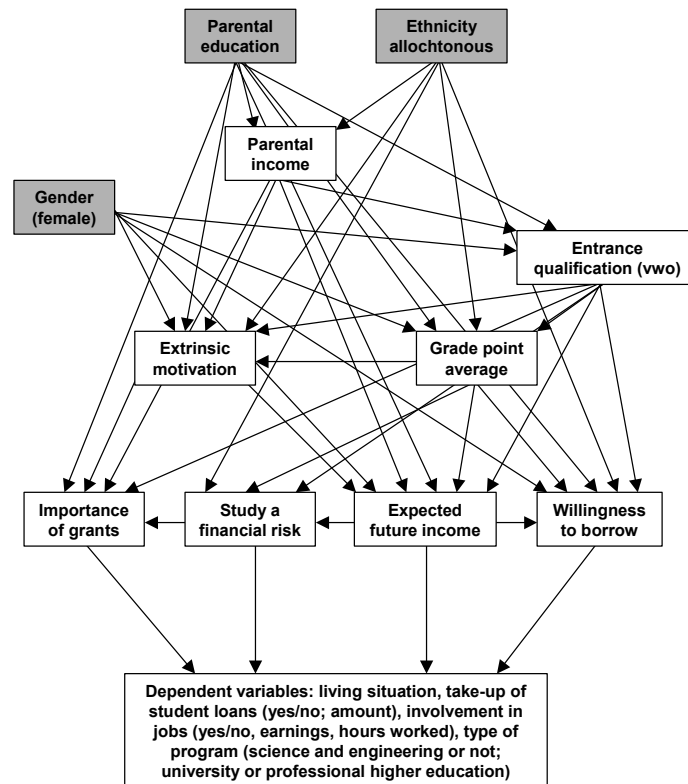 Parental
education
Ethnicity
allochtonous
Parental
income
Gender
(female)
Entrance
qualification (vwo)
Extrinsic
motivation
Grade point
average
Importance
of grants
Study a
financial risk
Expected
future income
Willingness
to borrow
Dependent variables: living situation, take-up of
student loans (yes/no; amount), involvement in
jobs (yes/no, earnings, hours worked), type of
program (science and engineering or not;
university or professional higher education)